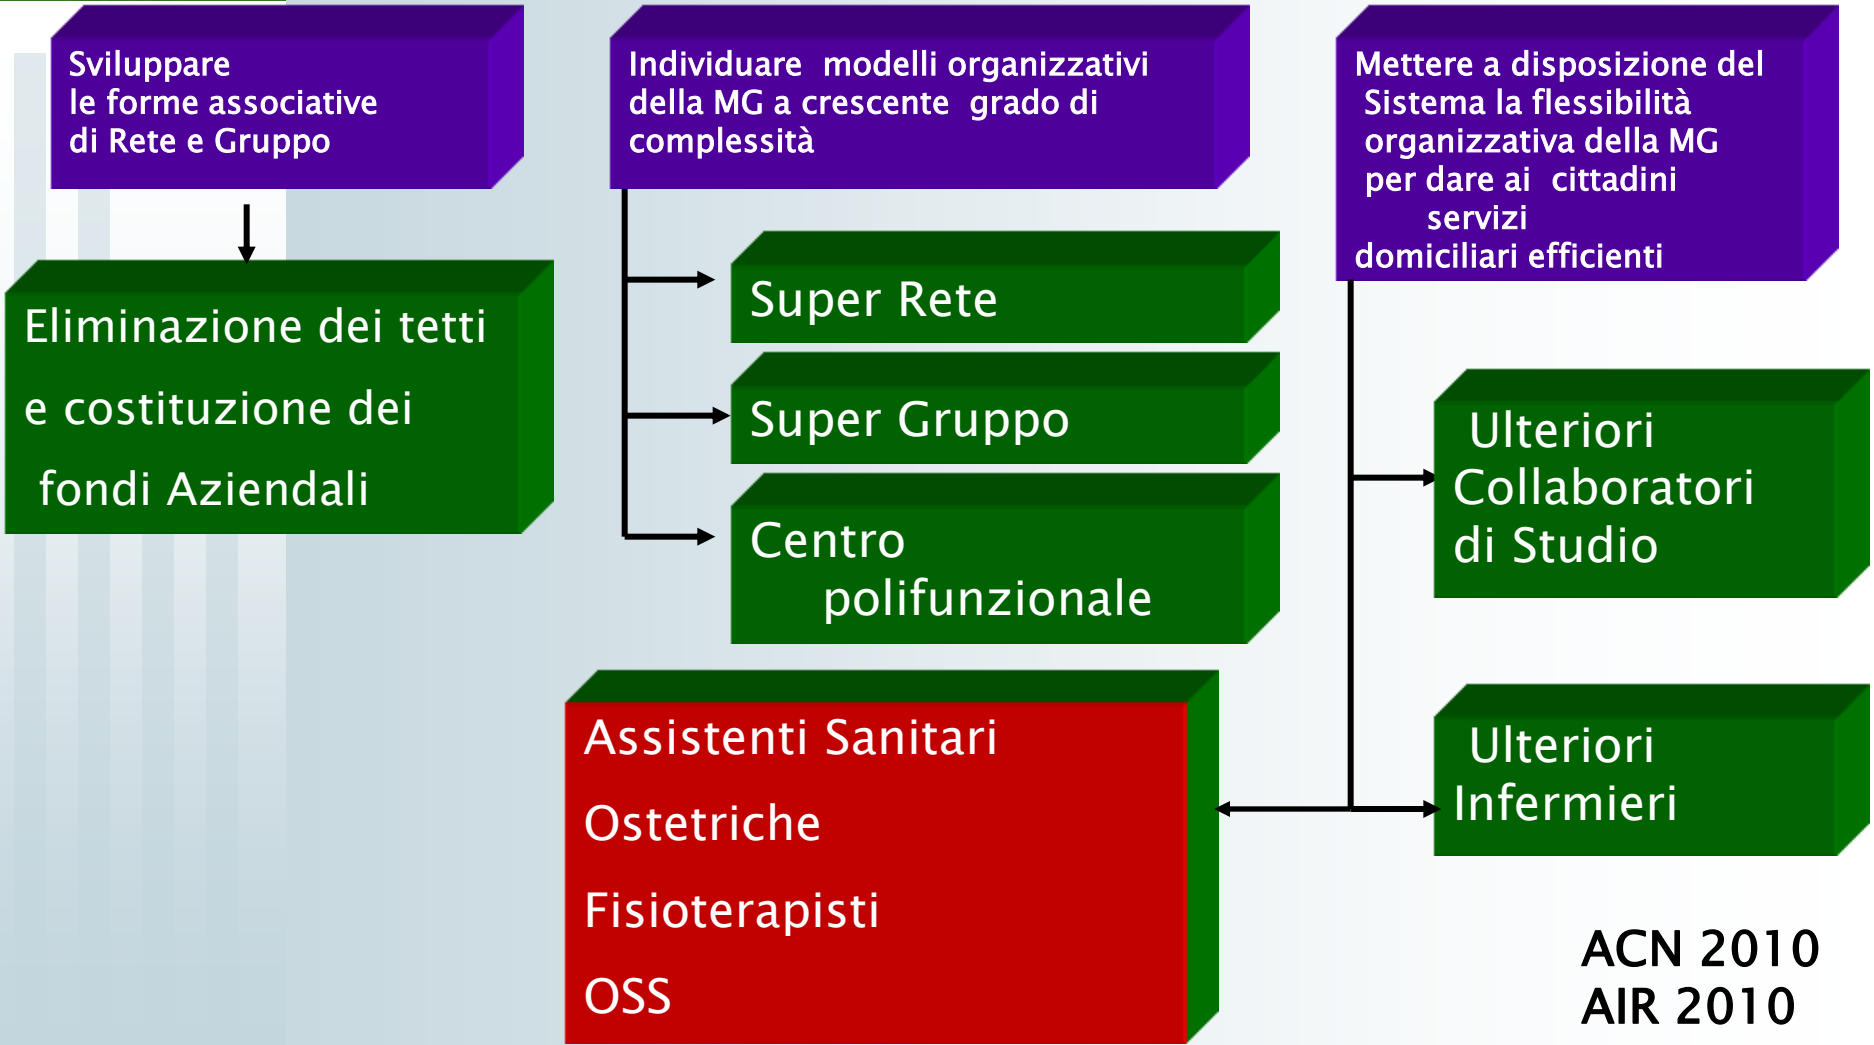 Sviluppare
le forme associative
di Rete e Gruppo
Eliminazione dei tetti
e costituzione dei
fondi Aziendali
Individuare modelli organizzativi
della MG a crescente grado di
complessità
Super Rete
Super Gruppo
Centro
polifunzionale
Mettere a disposizione del
Sistema la flessibilità
organizzativa della MG
per dare ai cittadini
servizi
domiciliari efficienti
Ulteriori
Collaboratori
di Studio
Ulteriori
Infermieri
Assistenti Sanitari
Ostetriche
Fisioterapisti
OSS
ACN 2010
AIR 2010